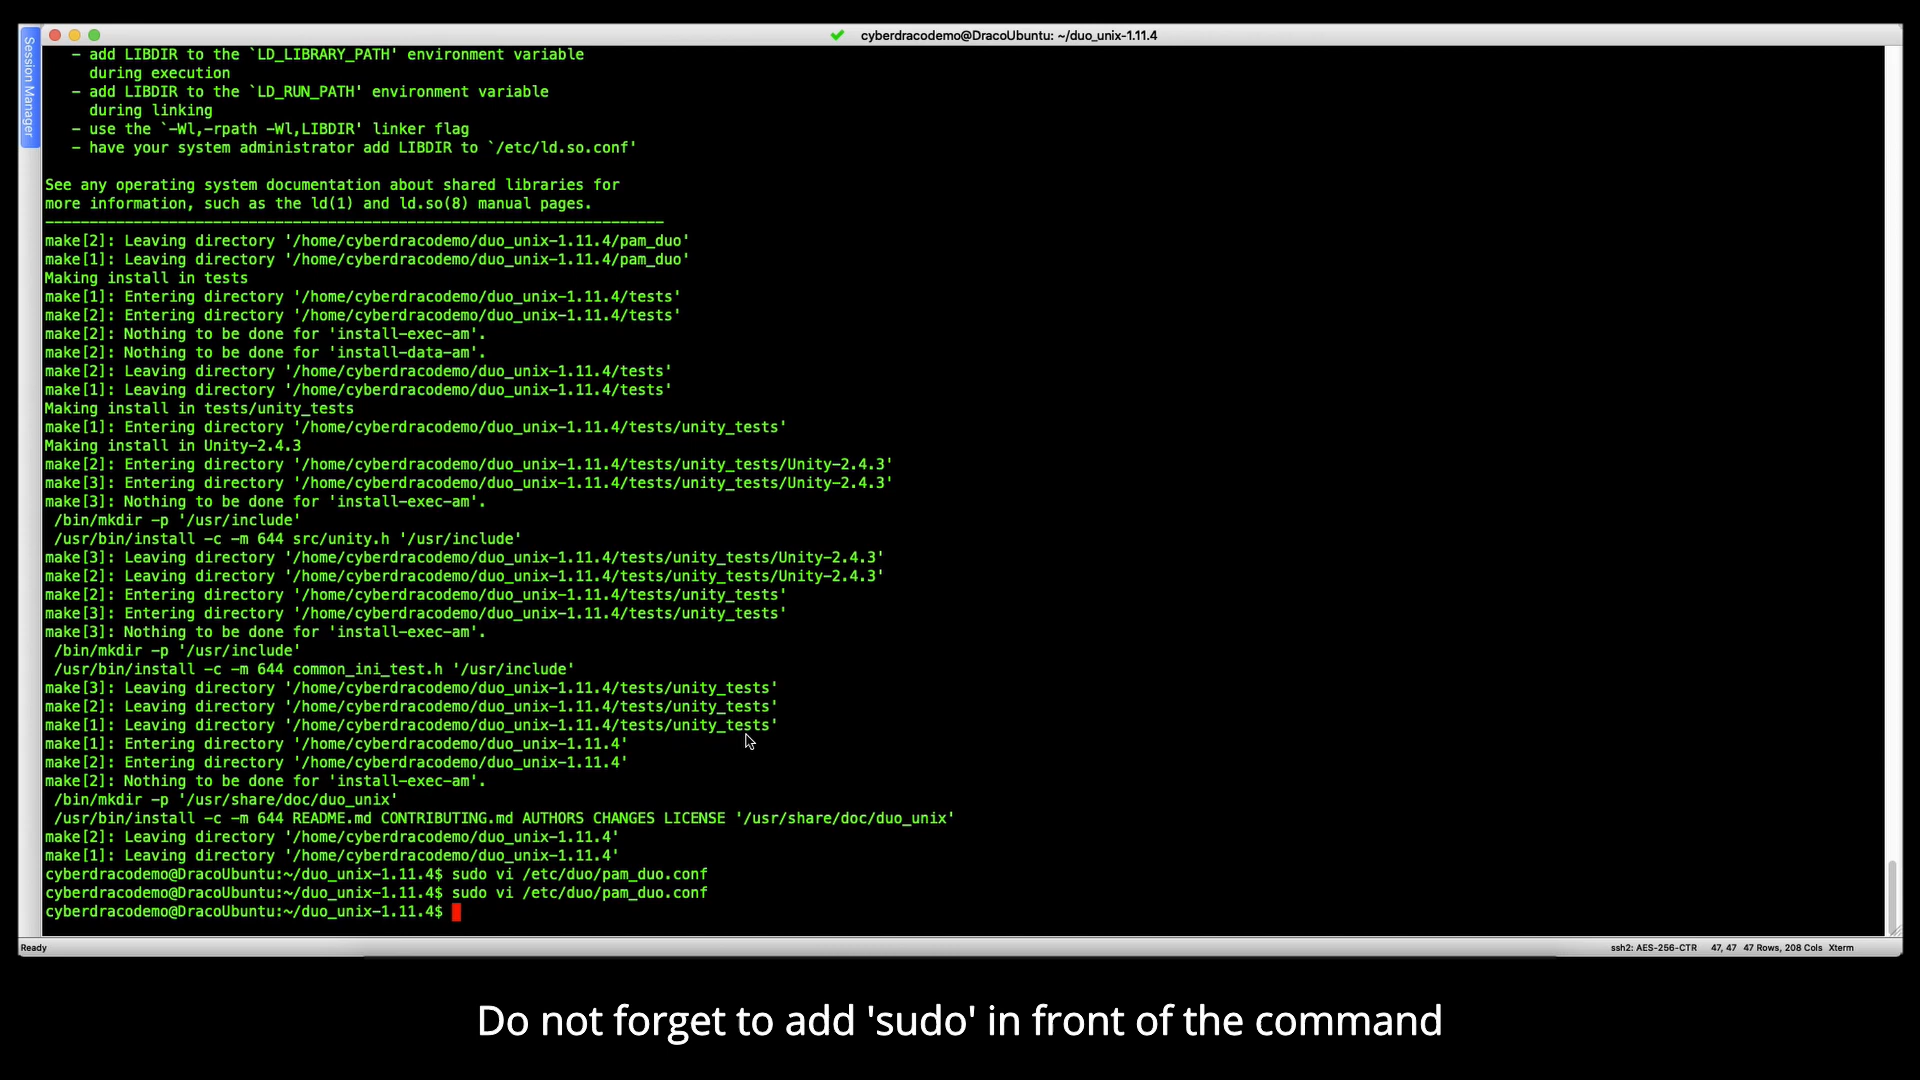 cyberdracodemo@DracoUbuntu: ~/duo_unix-1.11.4
Session Manager
- add LIBDIR to the `LD_LIBRARY_PATH' environment variable
during execution
- add LIBDIR to the `LD_RUN_PATH' environment variable
during linking
- use the `-Wl,-rpath -Wl,LIBDIR' linker flag
- have your system administrator add LIBDIR to `/etc/ld.so.conf'
See any operating system documentation about shared libraries for
more information, such as the ld(1) and ld.so(8) manual pages.
----------------------------------------------------------------------
make[2]: Leaving directory '/home/cyberdracodemo/duo_unix-1.11.4/pam_duo'
make[1]: Leaving directory '/home/cyberdracodemo/duo_unix-1.11.4/pam_duo'
Making install in tests
make[1]: Entering directory '/home/cyberdracodemo/duo_unix-1.11.4/tests'
make[2]: Entering directory '/home/cyberdracodemo/duo_unix-1.11.4/tests'
make[2]: Nothing to be done for 'install-exec-am'.
make[2]: Nothing to be done for 'install-data-am'.
make[2]: Leaving directory '/home/cyberdracodemo/duo_unix-1.11.4/tests'
make[1]: Leaving directory '/home/cyberdracodemo/duo_unix-1.11.4/tests'
Making install in tests/unity_tests
make[1]: Entering directory '/home/cyberdracodemo/duo_unix-1.11.4/tests/unity_tests'
Making install in Unity-2.4.3
make[2]: Entering directory '/home/cyberdracodemo/duo_unix-1.11.4/tests/unity_tests/Unity-2.4.3'
make[3]: Entering directory '/home/cyberdracodemo/duo_unix-1.11.4/tests/unity_tests/Unity-2.4.3'
make[3]: Nothing to be done for 'install-exec-am'.
/bin/mkdir -p '/usr/include'
/usr/bin/install -c -m 644 src/unity.h '/usr/include'
make[3]: Leaving directory '/home/cyberdracodemo/duo_unix-1.11.4/tests/unity_tests/Unity-2.4.3'
make[2]: Leaving directory '/home/cyberdracodemo/duo_unix-1.11.4/tests/unity_tests/Unity-2.4.3'
make[2]: Entering directory '/home/cyberdracodemo/duo_unix-1.11.4/tests/unity_tests'
make[3]: Entering directory '/home/cyberdracodemo/duo_unix-1.11.4/tests/unity_tests'
make[3]: Nothing to be done for 'install-exec-am'.
/bin/mkdir -p '/usr/include'
/usr/bin/install -c -m 644 common_ini_test.h '/usr/include'
make[3]: Leaving directory '/home/cyberdracodemo/duo_unix-1.11.4/tests/unity_tests'
make[2]: Leaving directory '/home/cyberdracodemo/duo_unix-1.11.4/tests/unity_tests'
make[1]: Leaving directory '/home/cyberdracodemo/duo_unix-1.11.4/tests/unity_tests'
make[1]: Entering directory '/home/cyberdracodemo/duo_unix-1.11.4'
make[2]: Entering directory '/home/cyberdracodemo/duo_unix-1.11.4'
make[2]: Nothing to be done for 'install-exec-am'.
/bin/mkdir -p '/usr/share/doc/duo_unix'
/usr/bin/install -c -m 644 README.md CONTRIBUTING.md AUTHORS CHANGES LICENSE '/usr/share/doc/duo_unix'
make[2]: Leaving directory '/home/cyberdracodemo/duo_unix-1.11.4'
make[1]: Leaving directory '/home/cyberdracodemo/duo_unix-1.11.4'
cyberdracodemo@DracoUbuntu:~/duo_unix-1.11.4$ sudo vi /etc/duo/pam_duo.conf
cyberdracodemo@DracoUbuntu:~/duo_unix-1.11.4$ sudo vi /etc/duo/pam_duo.conf
cyberdracodemo@DracoUbuntu:~/duo_unix-1.11.4$
Ready ssh2: AES-256-CTR 47, 47 47 Rows, 208 Cols Xterm
Do not forget to add 'sudo' in front of the command